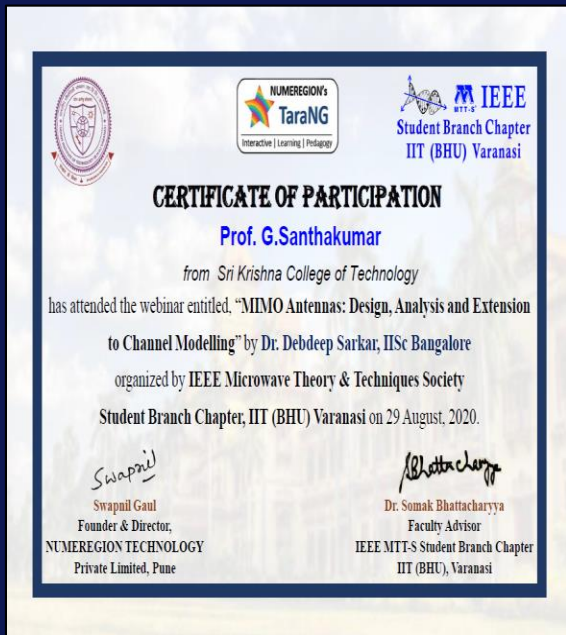 NUMEREGION's
TaraNG
Interactive | Learning | Pedagogy
MTT-S IEEE
Student Branch Chapter
IIT (BHU) Varanasi
CERTIFICATE OF PARTICIPATION
Prof. G.Santhakumar
from Sri Krishna College of Technology
has attended the webinar entitled, “MIMO Antennas: Design, Analysis and Extension
to Channel Modelling” by Dr. Debdeep Sarkar, IISc Bangalore
organized by IEEE Microwave Theory & Techniques Society
Student Branch Chapter, IIT (BHU) Varanasi on 29 August, 2020.
Swapnil
SBhattacharyya
Swapnil Gaul
Founder & Director,
NUMEREGION TECHNOLOGY
Private Limited, Pune
Dr. Somak Bhattacharyya
Faculty Advisor
IEEE MTT-S Student Branch Chapter
IIT (BHU), Varanasi